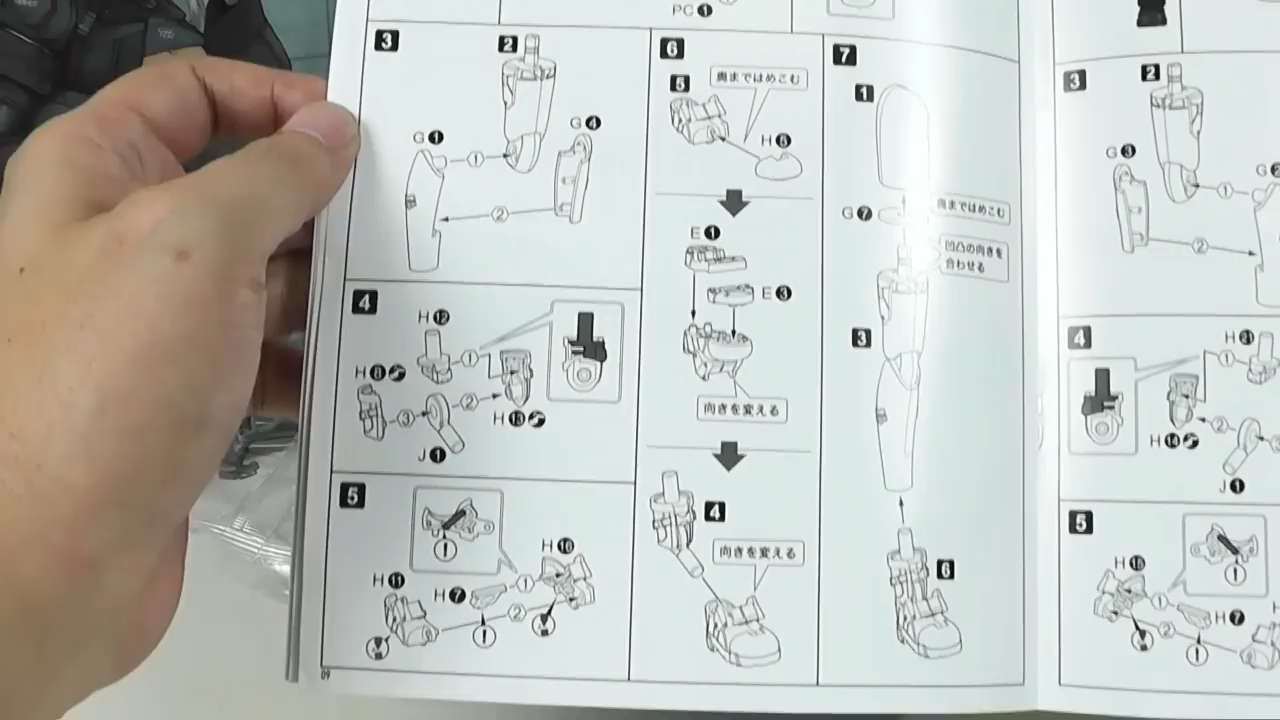 PC❶
3
2
G❶
G❹
①
②
4
H⓬
①
H❽
②
③
H⓭
J❶
5
H❿
H⓫
H❼
①
②
!
!
09
6
5
奥まではめこむ
H❻
E❶
E❸
向きを変える
4
向きを変える
7
1
G❼
奥まではめこむ
凹凸の向きを
合わせる
3
6
3
2
G❸
①
②
4
H㉑
①
②
H⓮
J❶
5
①
H❼
②
!
!